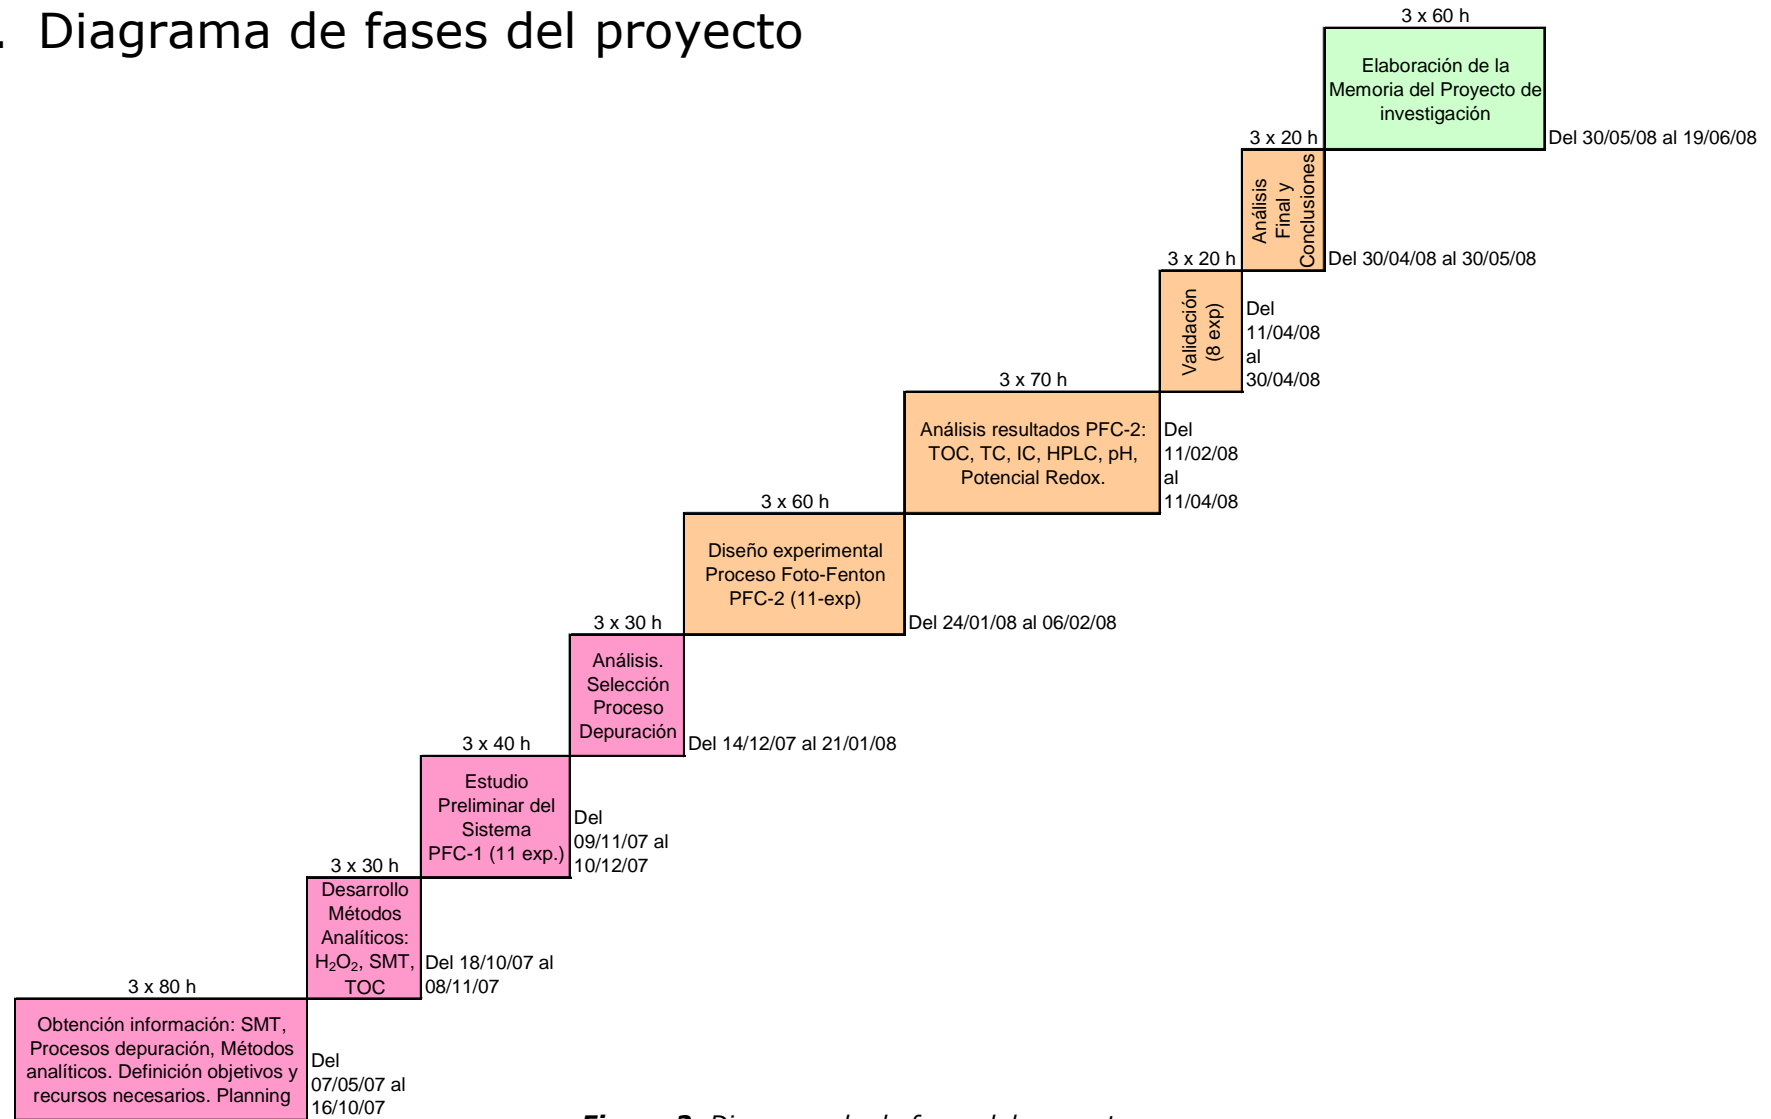 . Diagrama de fases del proyecto
3 x 60 h
Elaboración de la
Memoria del Proyecto de
investigación
Del 30/05/08 al 19/06/08
3 x 20 h
Análisis
Final y
Conclusiones
Del 30/04/08 al 30/05/08
3 x 20 h
Validación
(8 exp)
Del
11/04/08
al
30/04/08
3 x 70 h
Análisis resultados PFC-2:
TOC, TC, IC, HPLC, pH,
Potencial Redox.
Del
11/02/08
al
11/04/08
3 x 60 h
Diseño experimental
Proceso Foto-Fenton
PFC-2 (11-exp)
Del 24/01/08 al 06/02/08
3 x 30 h
Análisis.
Selección
Proceso
Depuración
Del 14/12/07 al 21/01/08
3 x 40 h
Estudio
Preliminar del
Sistema
PFC-1 (11 exp.)
Del
09/11/07 al
10/12/07
3 x 30 h
Desarrollo
Métodos
Analíticos:
H₂O₂, SMT,
TOC
Del 18/10/07 al
08/11/07
3 x 80 h
Obtención información: SMT,
Procesos depuración, Métodos
analíticos. Definición objetivos y
recursos necesarios. Planning
Del
07/05/07 al
16/10/07